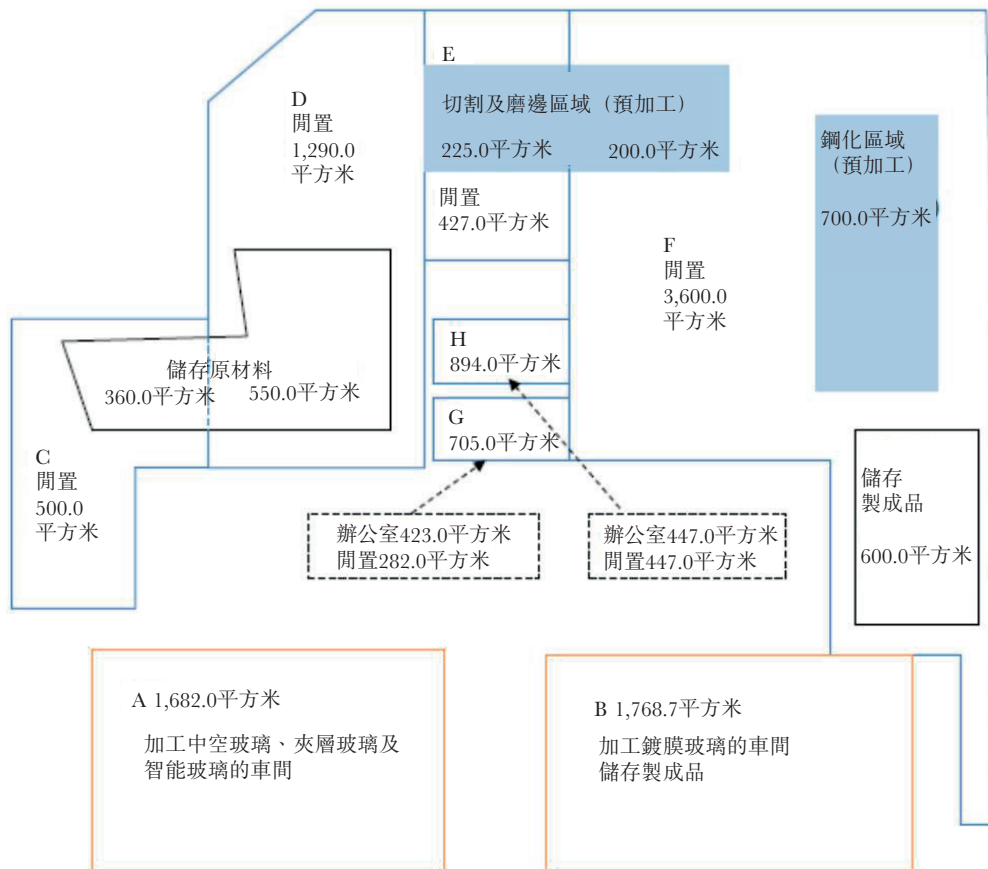 E
切割及磨邊區域（預加工）
225.0平方米 200.0平方米
閒置
427.0平方米
D
閒置
1,290.0
平方米
鋼化區域
（預加工）
700.0平方米
F
閒置
3,600.0
平方米
儲存原材料
360.0平方米 550.0平方米
H
894.0平方米
G
705.0平方米
C
閒置
500.0
平方米
儲存
製成品
600.0平方米
辦公室423.0平方米
閒置282.0平方米
辦公室447.0平方米
閒置447.0平方米
A 1,682.0平方米
加工中空玻璃、夾層玻璃及
智能玻璃的車間
B 1,768.7平方米
加工鍍膜玻璃的車間
儲存製成品